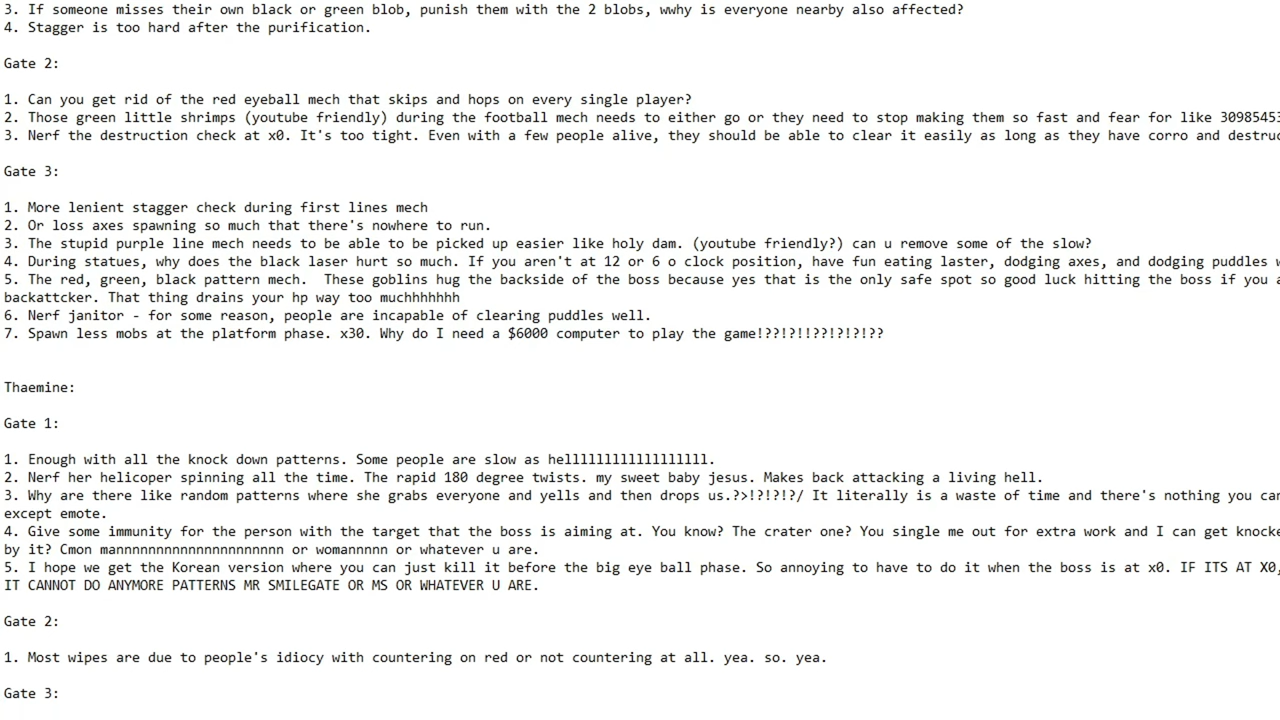 3. If someone misses their own black or green blob, punish them with the 2 blobs, wwhy is everyone nearby also affected?
4. Stagger is too hard after the purification.
Gate 2:
1. Can you get rid of the red eyeball mech that skips and hops on every single player?
2. Those green little shrimps (youtube friendly) during the football mech needs to either go or they need to stop making them so fast and fear for like 30985453
3. Nerf the destruction check at x0. It's too tight. Even with a few people alive, they should be able to clear it easily as long as they have corro and destruc
Gate 3:
1. More lenient stagger check during first lines mech
2. Or loss axes spawning so much that there's nowhere to run.
3. The stupid purple line mech needs to be able to be picked up easier like holy dam. (youtube friendly?) can u remove some of the slow?
4. During statues, why does the black laser hurt so much. If you aren't at 12 or 6 o clock position, have fun eating laster, dodging axes, and dodging puddles w
5. The red, green, black pattern mech.  These goblins hug the backside of the boss because yes that is the only safe spot so good luck hitting the boss if you a
backattcker. That thing drains your hp way too muchhhhhhh
6. Nerf janitor - for some reason, people are incapable of clearing puddles well.
7. Spawn less mobs at the platform phase. x30. Why do I need a $6000 computer to play the game!??!?!!??!?!?!??
Thaemine:
Gate 1:
1. Enough with all the knock down patterns. Some people are slow as hellllllllllllllllll.
2. Nerf her helicoper spinning all the time. The rapid 180 degree twists. my sweet baby jesus. Makes back attacking a living hell.
3. Why are there like random patterns where she grabs everyone and yells and then drops us.?>!?!?!?/ It literally is a waste of time and there's nothing you can
except emote.
4. Give some immunity for the person with the target that the boss is aiming at. You know? The crater one? You single me out for extra work and I can get knocke
by it? Cmon mannnnnnnnnnnnnnnnnnnnn or womannnnn or whatever u are.
5. I hope we get the Korean version where you can just kill it before the big eye ball phase. So annoying to have to do it when the boss is at x0. IF ITS AT X0,
IT CANNOT DO ANYMORE PATTERNS MR SMILEGATE OR MS OR WHATEVER U ARE.
Gate 2:
1. Most wipes are due to people's idiocy with countering on red or not countering at all. yea. so. yea.
Gate 3: